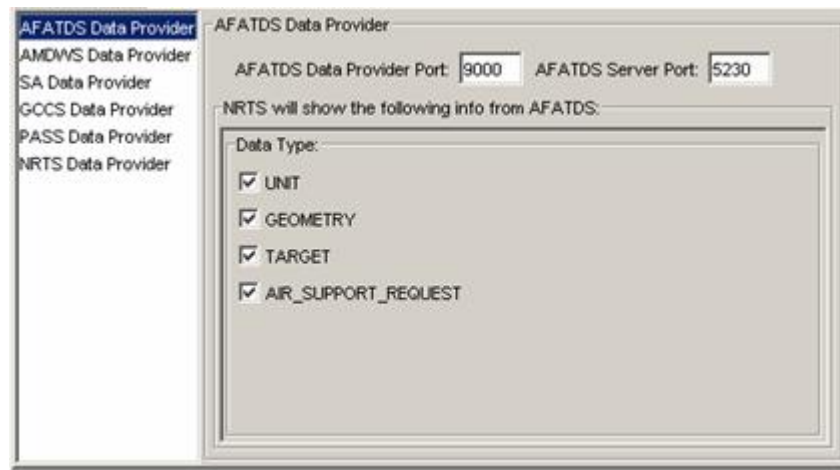 AFATDS Data Provider
AMDWS Data Provider
SA Data Provider
GCCS Data Provider
PASS Data Provider
NRTS Data Provider
AFATDS Data Provider
AFATDS Data Provider Port: 9000 AFATDS Server Port: 5230
NRTS will show the following info from AFATDS:
Data Type:
UNIT
GEOMETRY
TARGET
AIR_SUPPORT_REQUEST